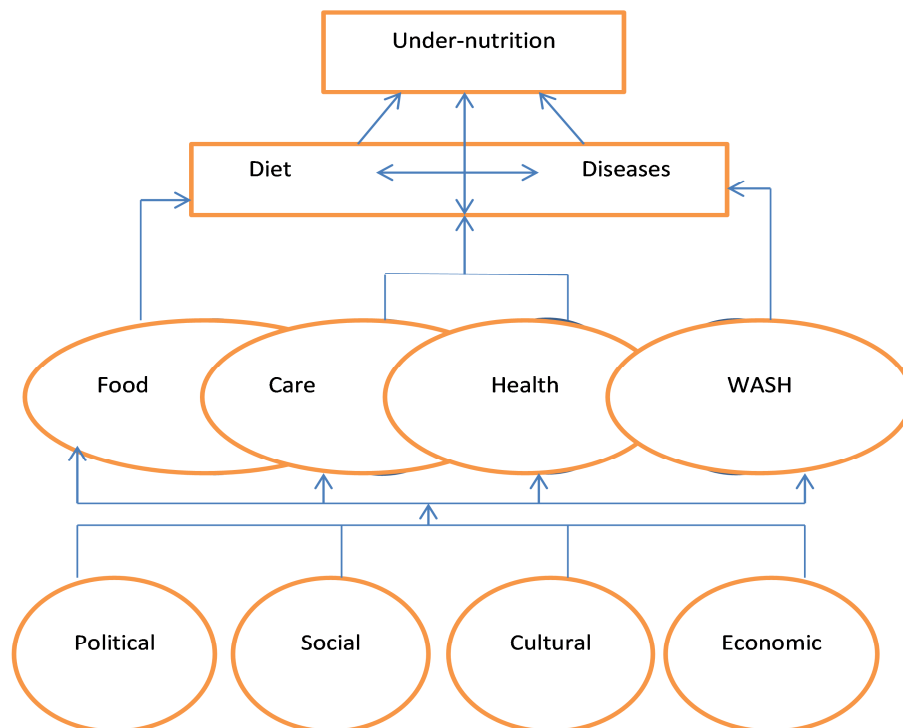 Under-nutrition
Diet Diseases
Food Care Health WASH
Political Social Cultural Economic